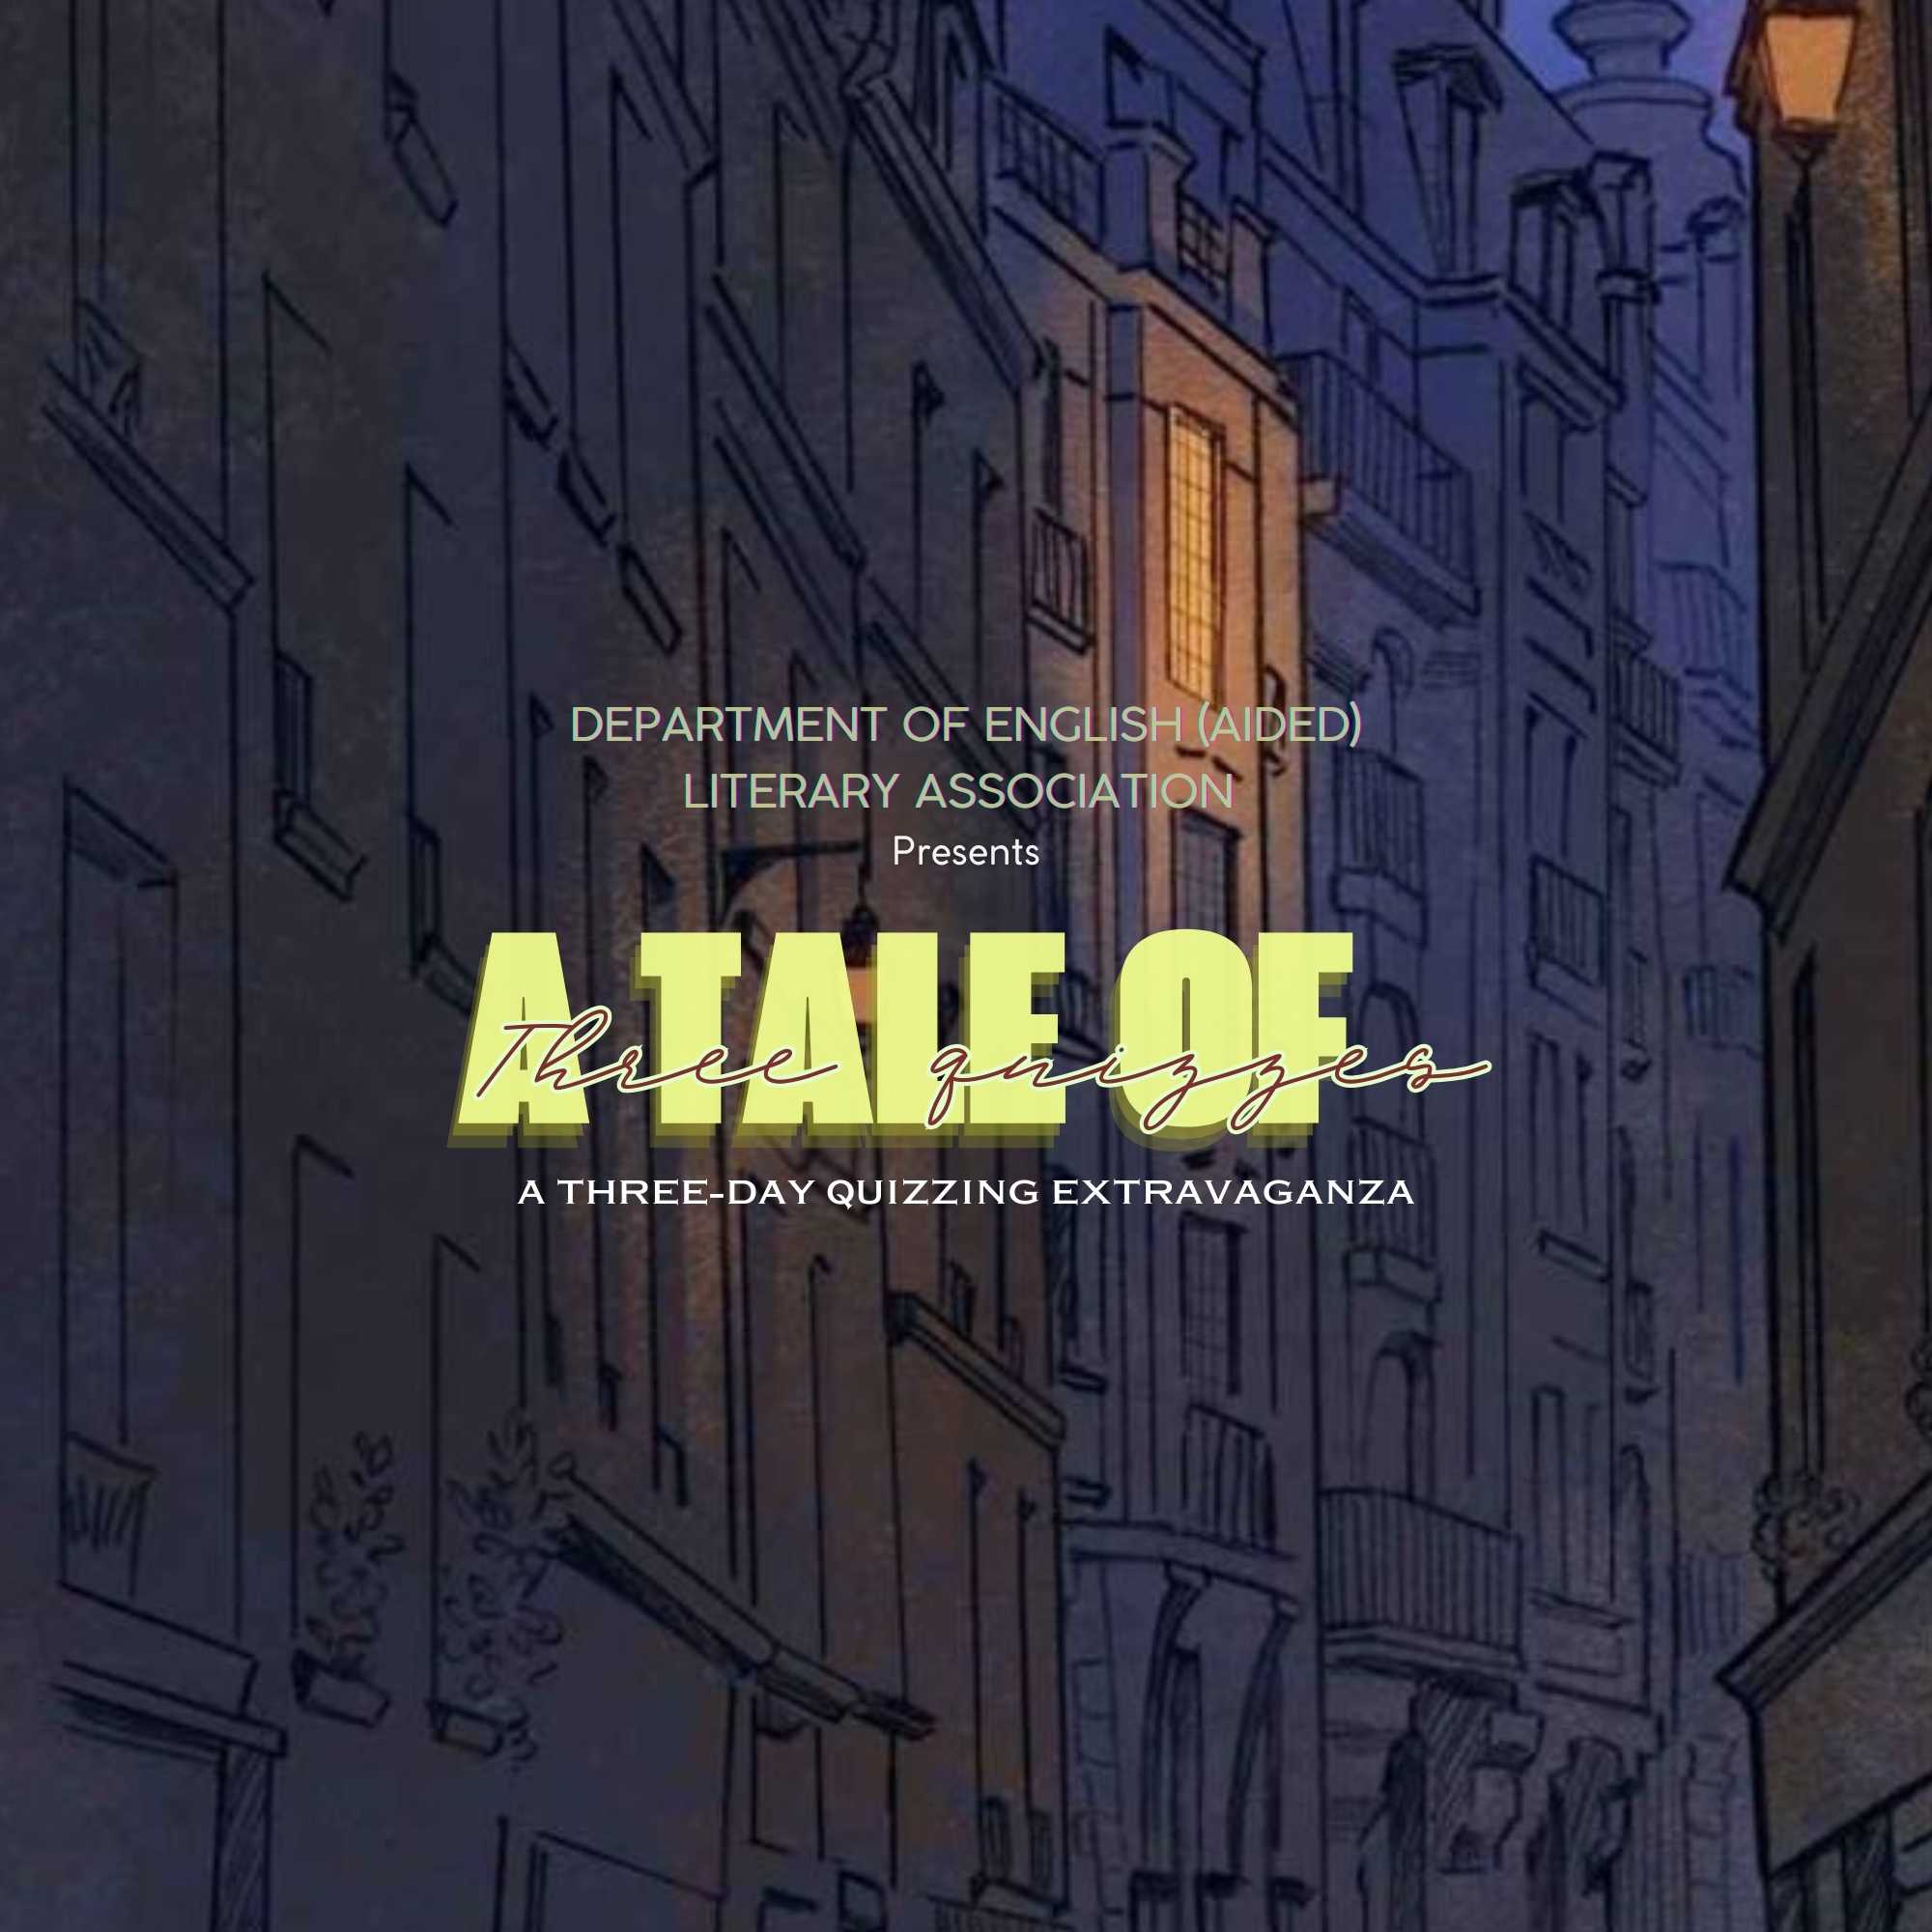 DEPARTMENT OF ENGLISH (AIDED)
LITERARY ASSOCIATION
Presents
A TALE OF
Three quizzes
A THREE-DAY QUIZZING EXTRAVAGANZA